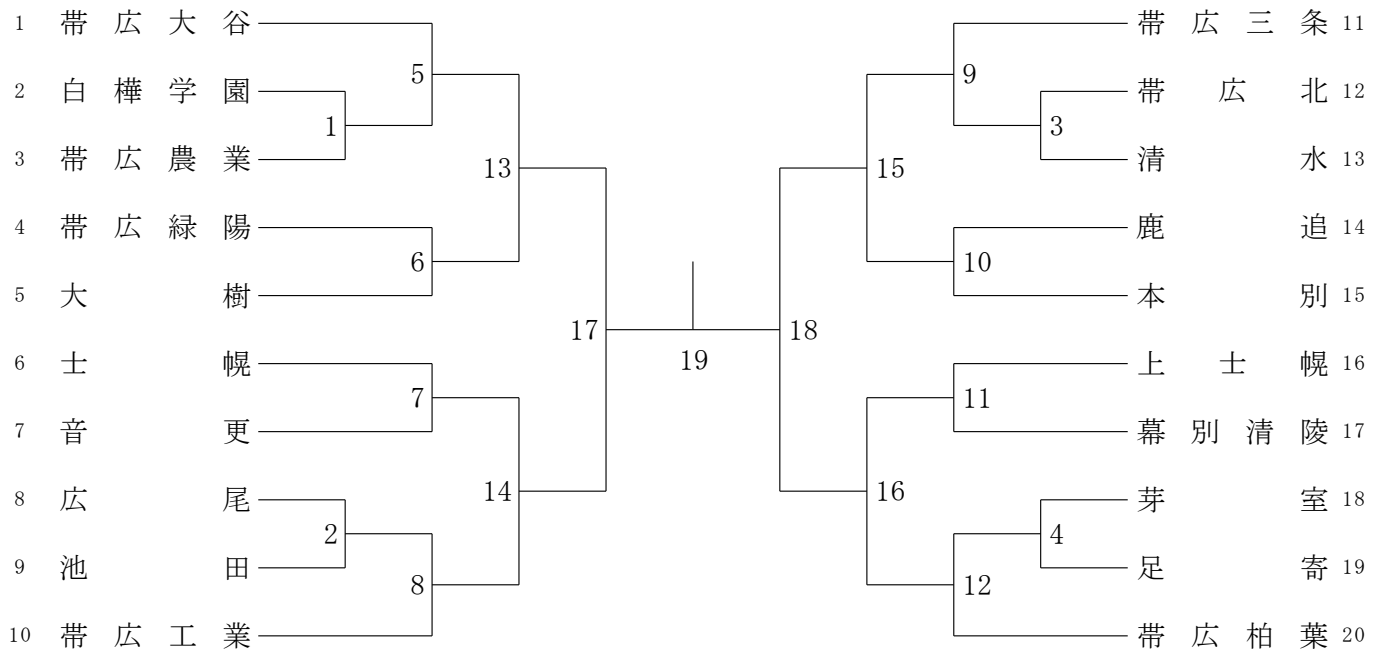 1 帯広大谷
2 白樺学園
3 帯広農業
4 帯広緑陽
5 大樹
6 士幌
7 音更
8 広尾
9 池田
10 帯広工業
5
1
13
6
17
7
14
2
8
19
9
3
15
10
18
11
16
4
12
帯広三条 11
帯広北 12
清水 13
鹿追 14
本別 15
上士幌 16
幕別清陵 17
芽室 18
足寄 19
帯広柏葉 20